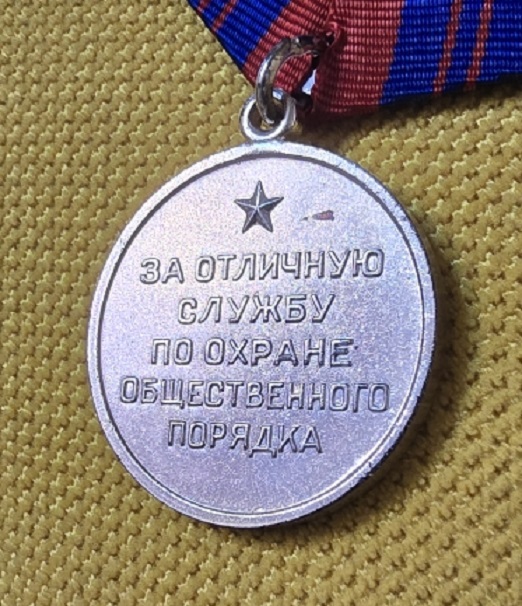 ЗА ОТЛИЧНУЮ
СЛУЖБУ
ПО ОХРАНЕ
ОБЩЕСТВЕННОГО
ПОРЯДКА